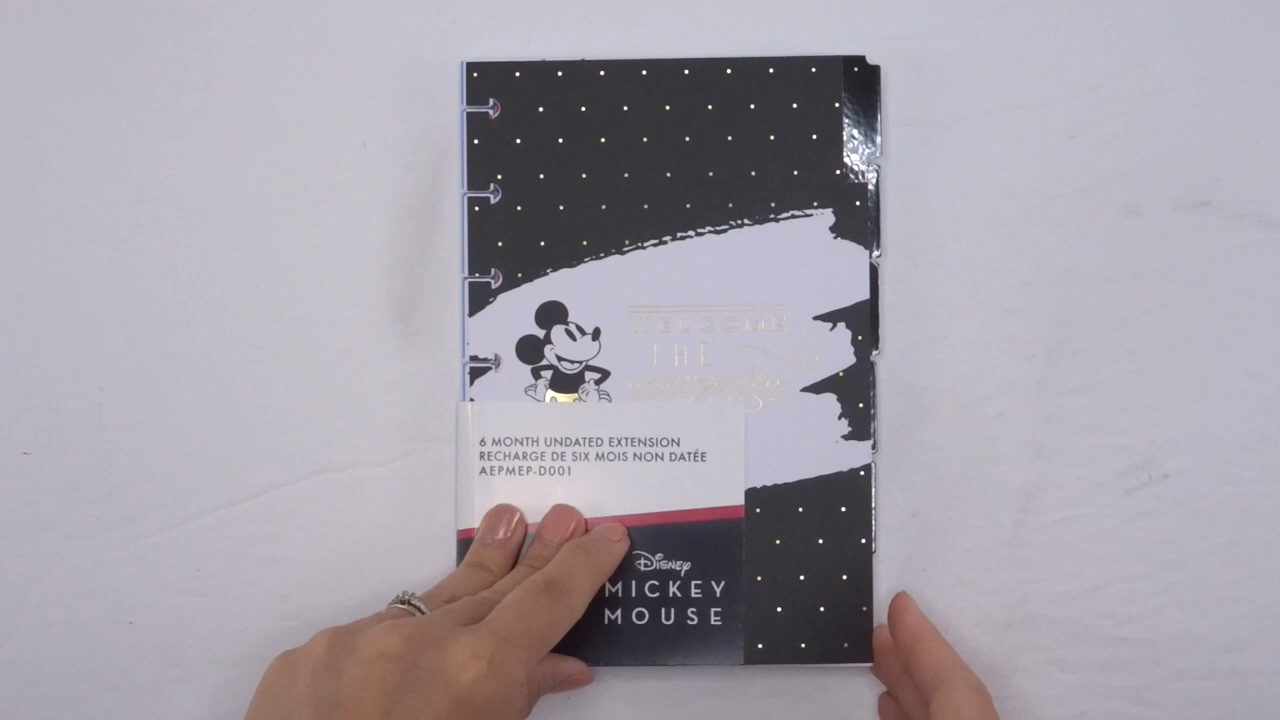 WELCOME
THE
6 MONTH UNDATED EXTENSION
RECHARGE DE SIX MOIS NON DATÉE
AEPMEP-D001
Disney
MICKEY
MOUSE